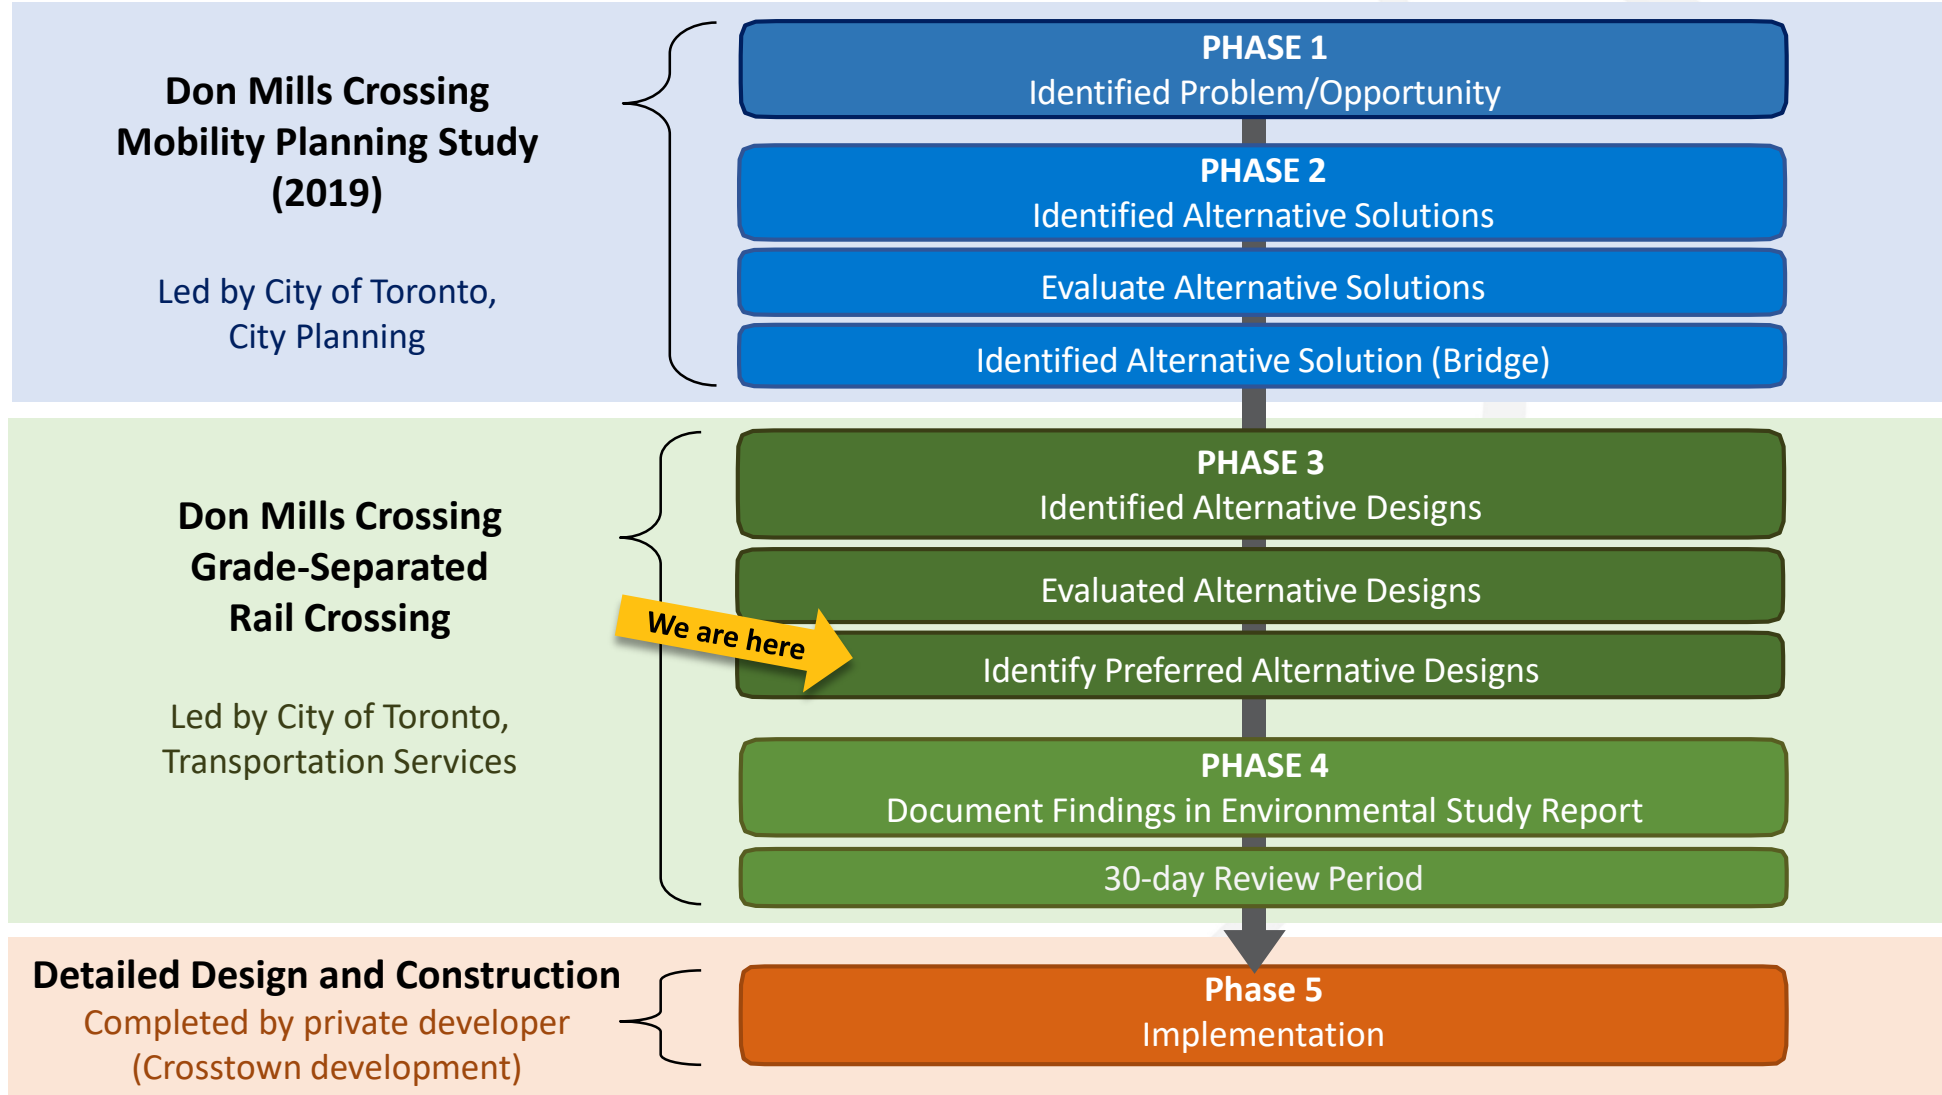 Don Mills Crossing
Mobility Planning Study
(2019)
Led by City of Toronto,
City Planning
PHASE 1
Identified Problem/Opportunity
PHASE 2
Identified Alternative Solutions
Evaluate Alternative Solutions
Identified Alternative Solution (Bridge)
Don Mills Crossing
Grade-Separated
Rail Crossing
Led by City of Toronto,
Transportation Services
We are here
PHASE 3
Identified Alternative Designs
Evaluated Alternative Designs
Identify Preferred Alternative Designs
PHASE 4
Document Findings in Environmental Study Report
30-day Review Period
Detailed Design and Construction
Completed by private developer
(Crosstown development)
Phase 5
Implementation